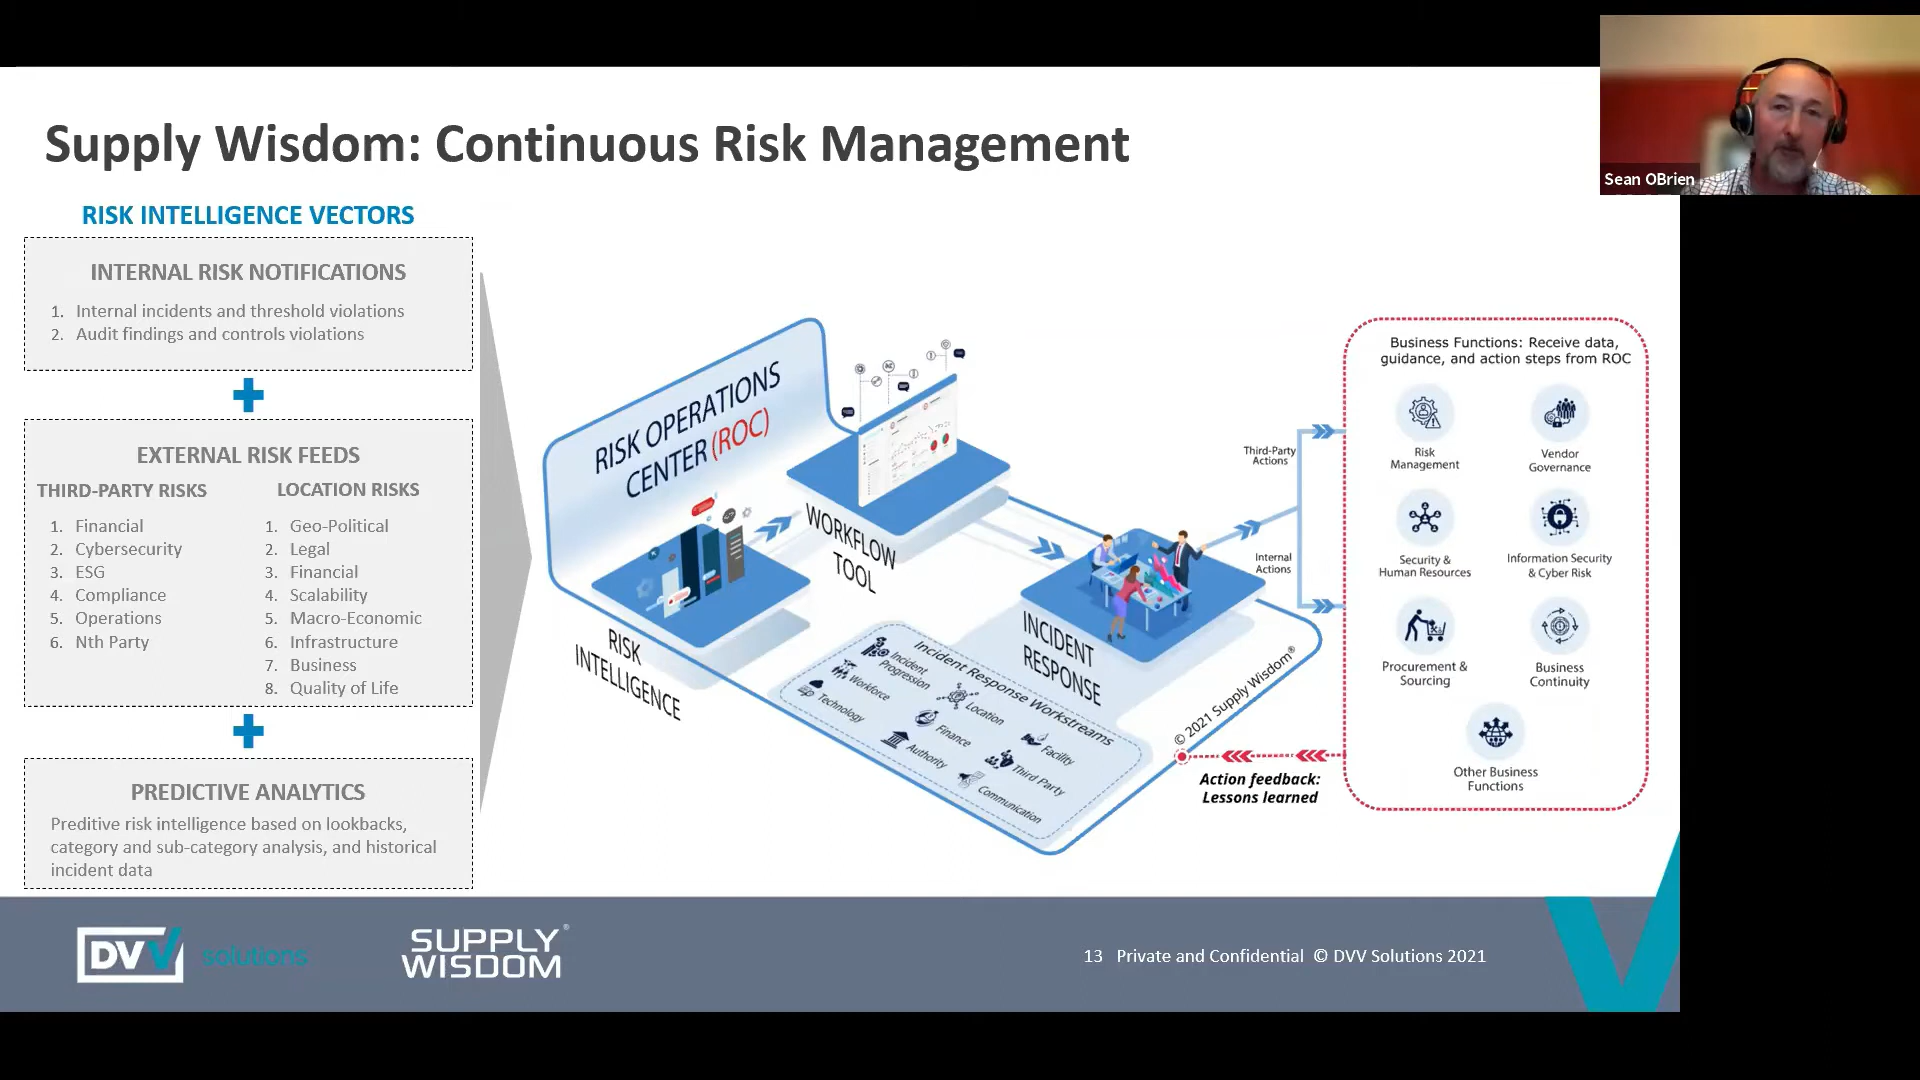 Supply Wisdom: Continuous Risk Management
Sean OBrien
RISK INTELLIGENCE VECTORS
INTERNAL RISK NOTIFICATIONS
1. Internal incidents and threshold violations
2. Audit findings and controls violations
EXTERNAL RISK FEEDS
THIRD-PARTY RISKS
1. Financial
2. Cybersecurity
3. ESG
4. Compliance
5. Operations
6. Nth Party
LOCATION RISKS
1. Geo-Political
2. Legal
3. Financial
4. Scalability
5. Macro-Economic
6. Infrastructure
7. Business
8. Quality of Life
PREDICTIVE ANALYTICS
Preditive risk intelligence based on lookbacks,
category and sub-category analysis, and historical
incident data
RISK OPERATIONS
CENTER (ROC)
RISK
INTELLIGENCE
WORKFLOW
TOOL
INCIDENT
RESPONSE
Incident Response Workstreams
Incident
Progression
Workforce
Technology
Location
Finance
Authority
Facility
Third Party
Communication
© 2021 Supply Wisdom®
Third-Party
Actions
Internal
Actions
Business Functions: Receive data,
guidance, and action steps from ROC
Risk
Management
Vendor
Governance
Security &
Human Resources
Information Security
& Cyber Risk
Procurement &
Sourcing
Business
Continuity
Other Business
Functions
Action feedback:
Lessons learned
DVV solutions
SUPPLY
WISDOM®
13 Private and Confidential © DVV Solutions 2021